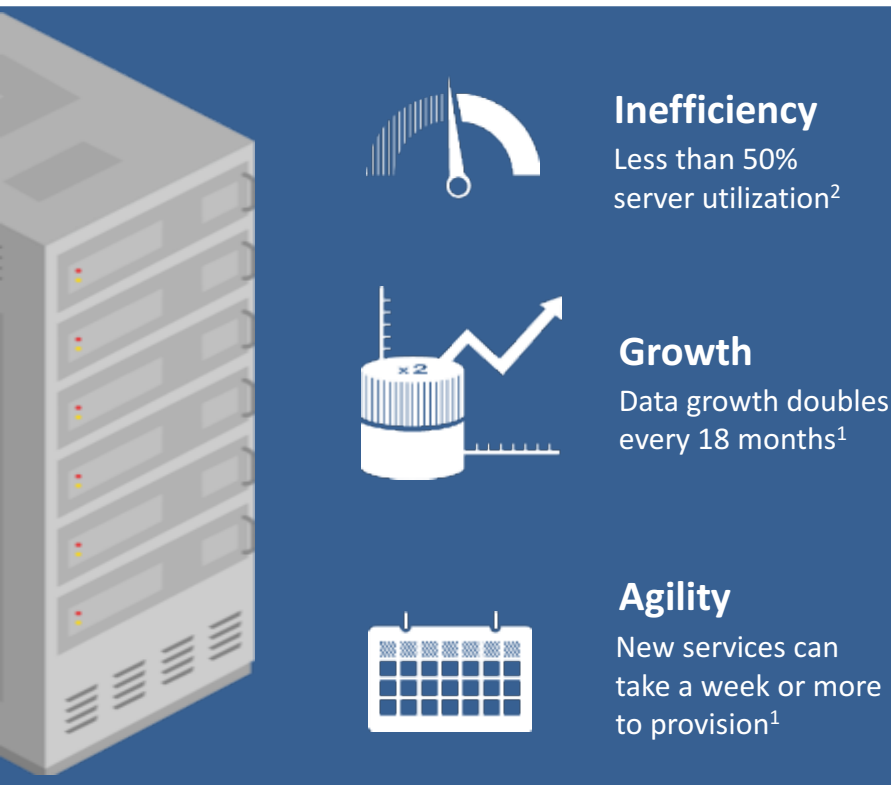 Inefficiency
Less than 50%
server utilization²
x2
Growth
Data growth doubles
every 18 months¹
Agility
New services can
take a week or more
to provision¹